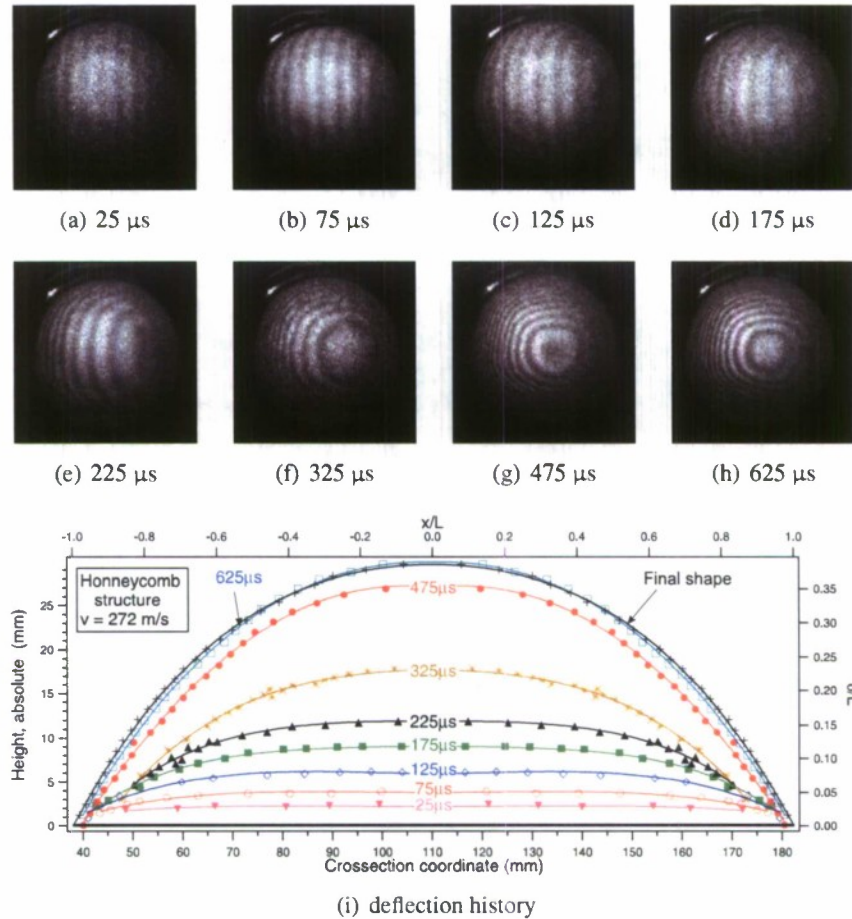 (a) 25 µs
(b) 75 µs
(c) 125 µs
(d) 175 µs
(e) 225 µs
(f) 325 µs
(g) 475 µs
(h) 625 µs
x/L
-1.0 -0.8 -0.6 -0.4 -0.2 0.0 0.2 0.4 0.6 0.8 1.0
Honneycomb
structure
v = 272 m/s
625µs
Final shape
475µs
325µs
225µs
175µs
125µs
75µs
25µs
Height, absolute (mm)
25
20
15
10
5
0
0.35
0.30
0.25
0.20
0.15
0.10
0.05
0.00
40 50 60 70 80 90 100 110 120 130 140 150 160 170 180
Crossection coordinate (mm)
(i) deflection history